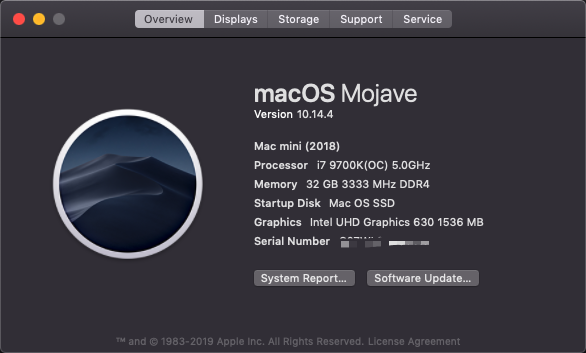 Overview Displays Storage Support Service
macOS Mojave
Version 10.14.4
Mac mini (2018)
Processor i7 9700K(OC) 5.0GHz
Memory 32 GB 3333 MHz DDR4
Startup Disk Mac OS SSD
Graphics Intel UHD Graphics 630 1536 MB
Serial Number
System Report... Software Update...
™ and © 1983-2019 Apple Inc. All Rights Reserved. License Agreement